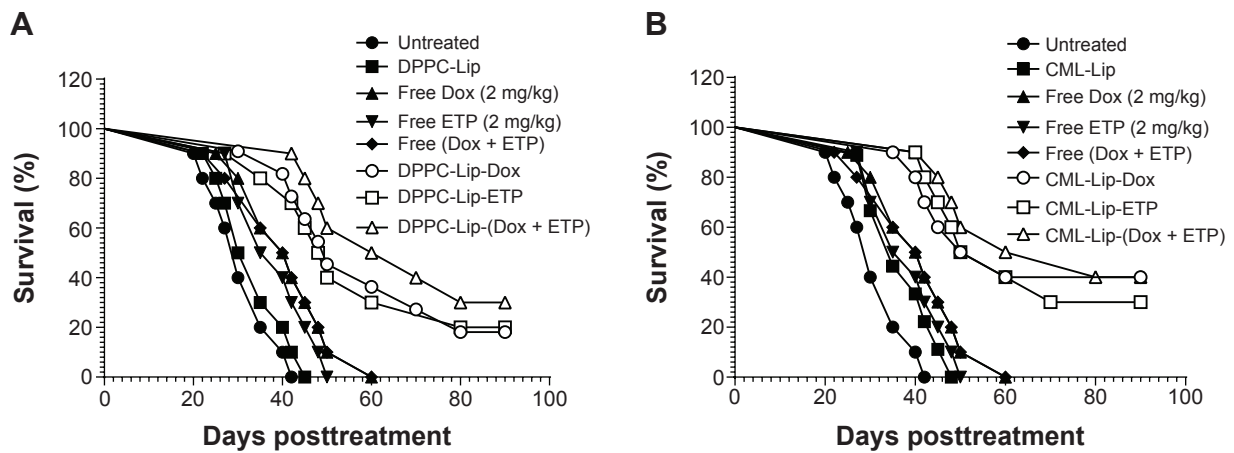 A
Untreated
DPPC-Lip
Free Dox (2 mg/kg)
Free ETP (2 mg/kg)
Free (Dox + ETP)
DPPC-Lip-Dox
DPPC-Lip-ETP
DPPC-Lip-(Dox + ETP)
Survival (%)
120
100
80
60
40
20
0
0 20 40 60 80 100
Days posttreatment
B
Untreated
CML-Lip
Free Dox (2 mg/kg)
Free ETP (2 mg/kg)
Free (Dox + ETP)
CML-Lip-Dox
CML-Lip-ETP
CML-Lip-(Dox + ETP)
Survival (%)
120
100
80
60
40
20
0
0 20 40 60 80 100
Days posttreatment